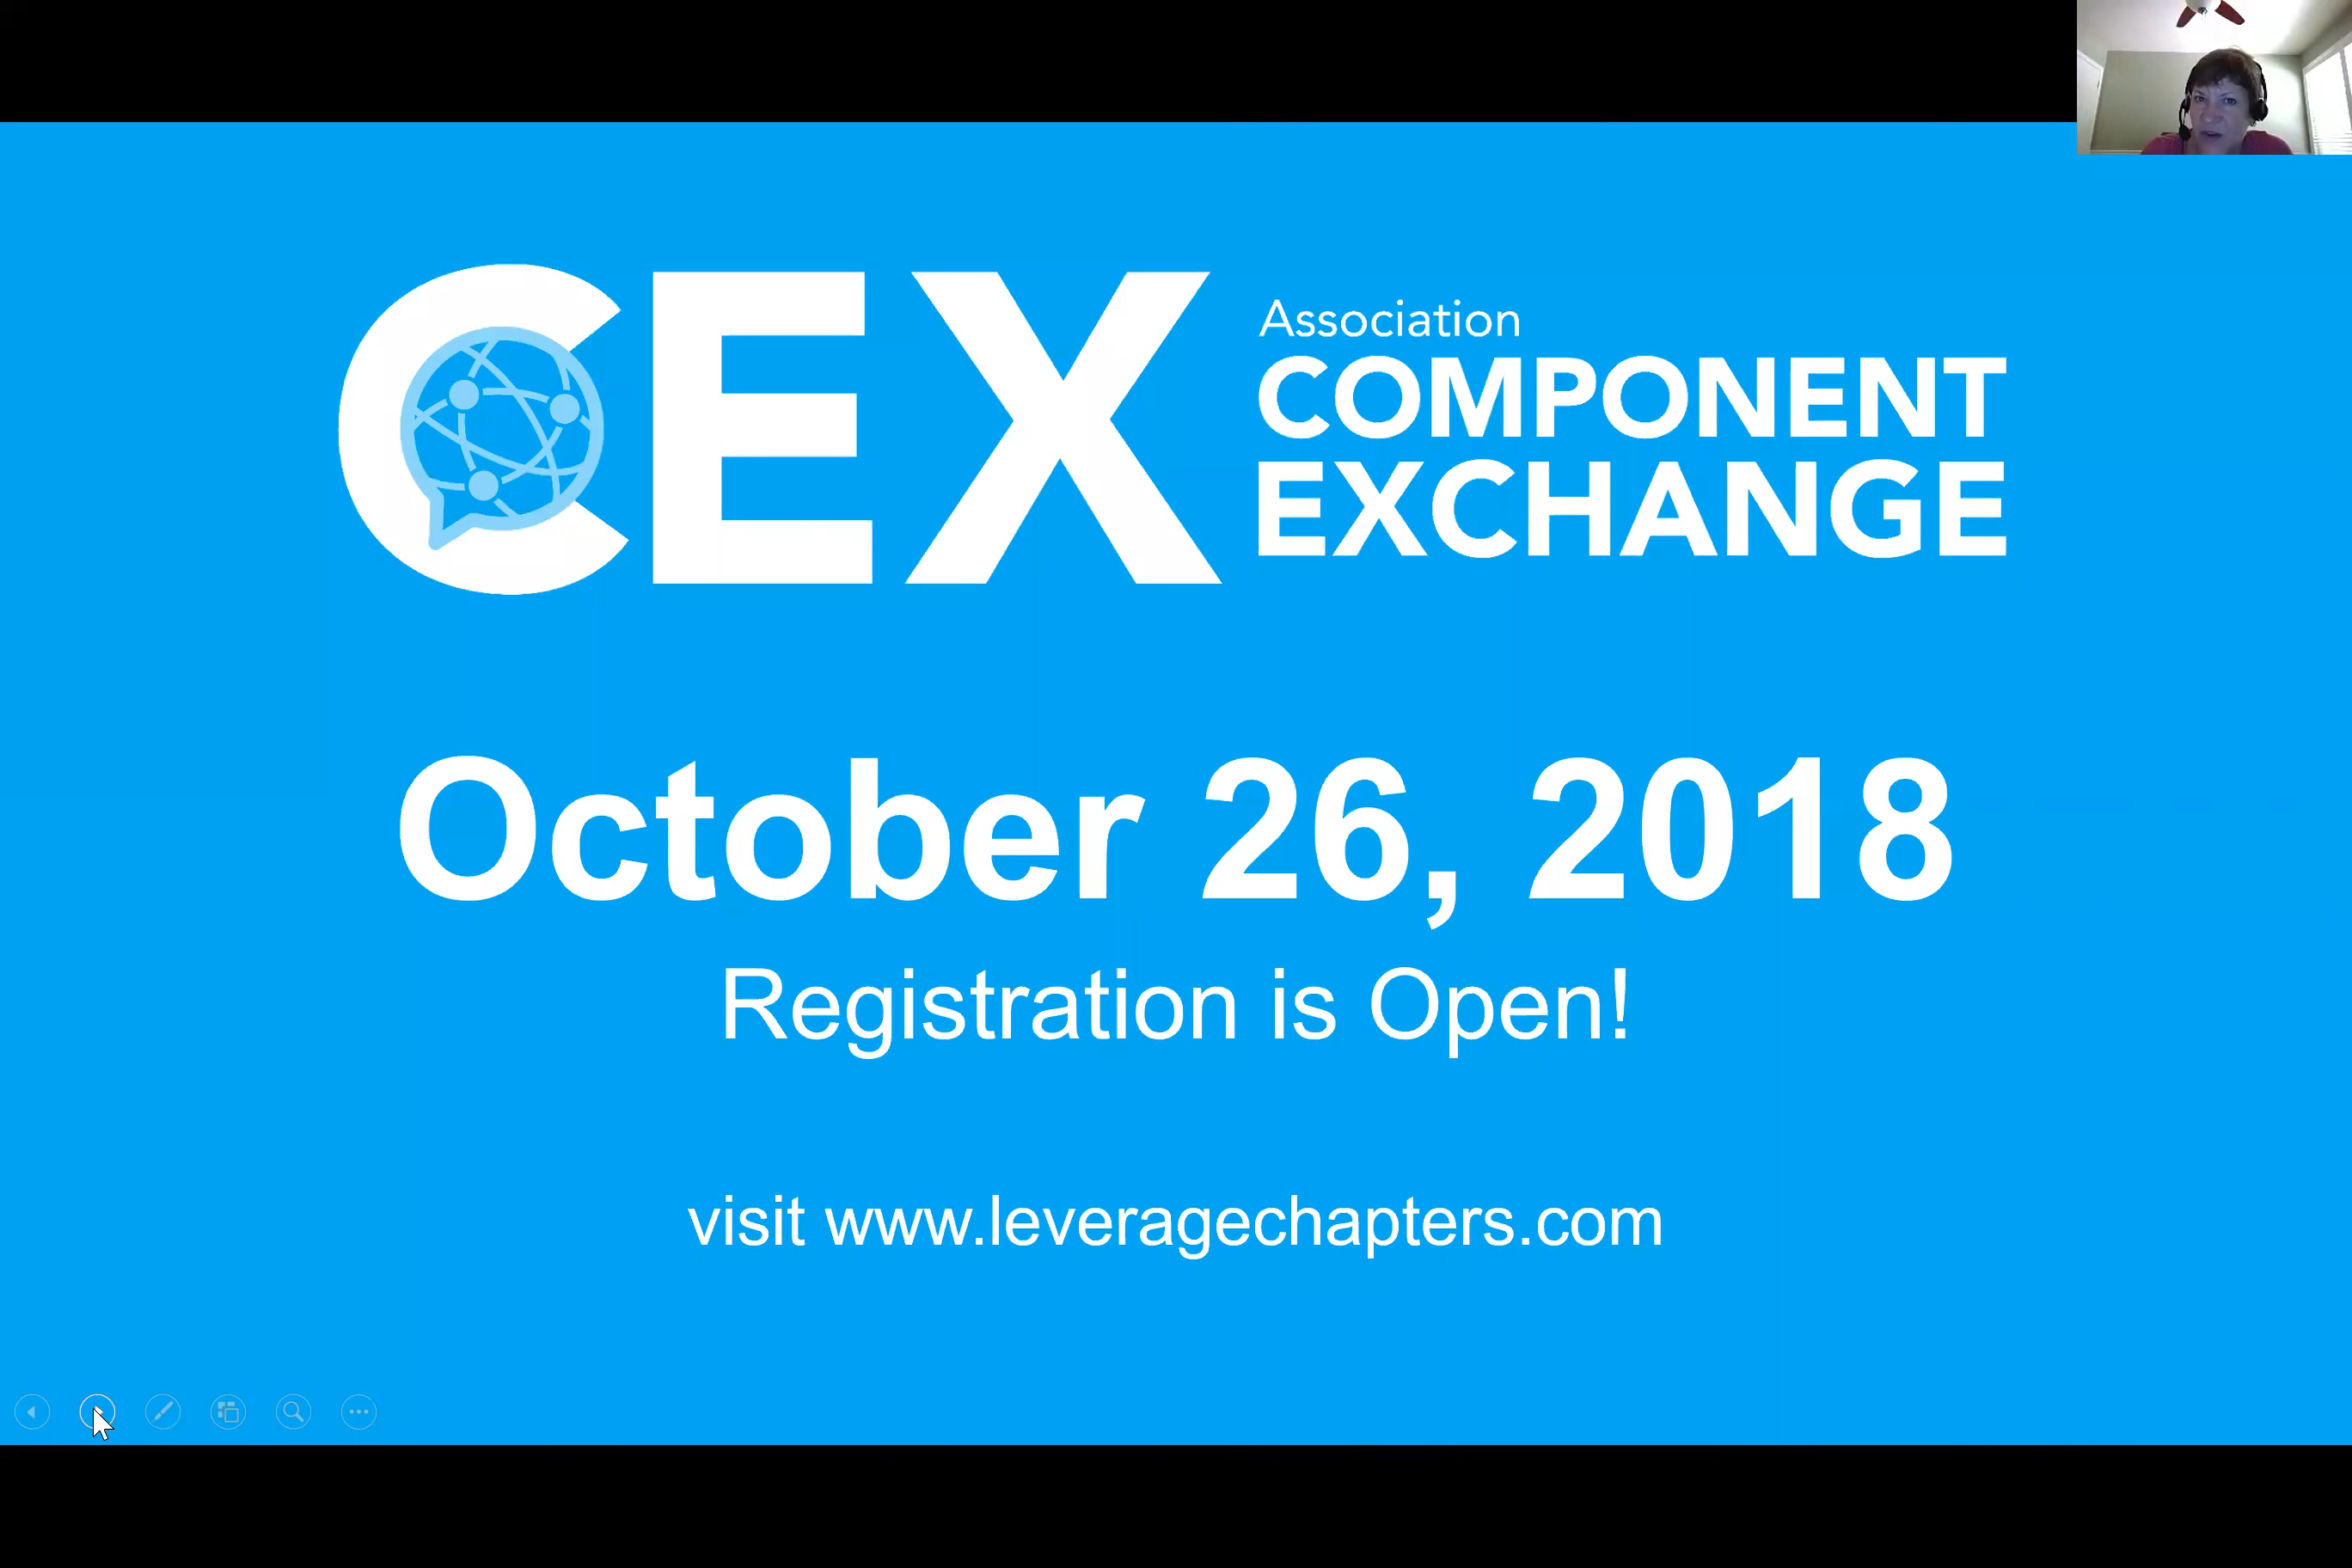 CEX
Association
COMPONENT
EXCHANGE
October 26, 2018
Registration is Open!
visit www.leveragechapters.com